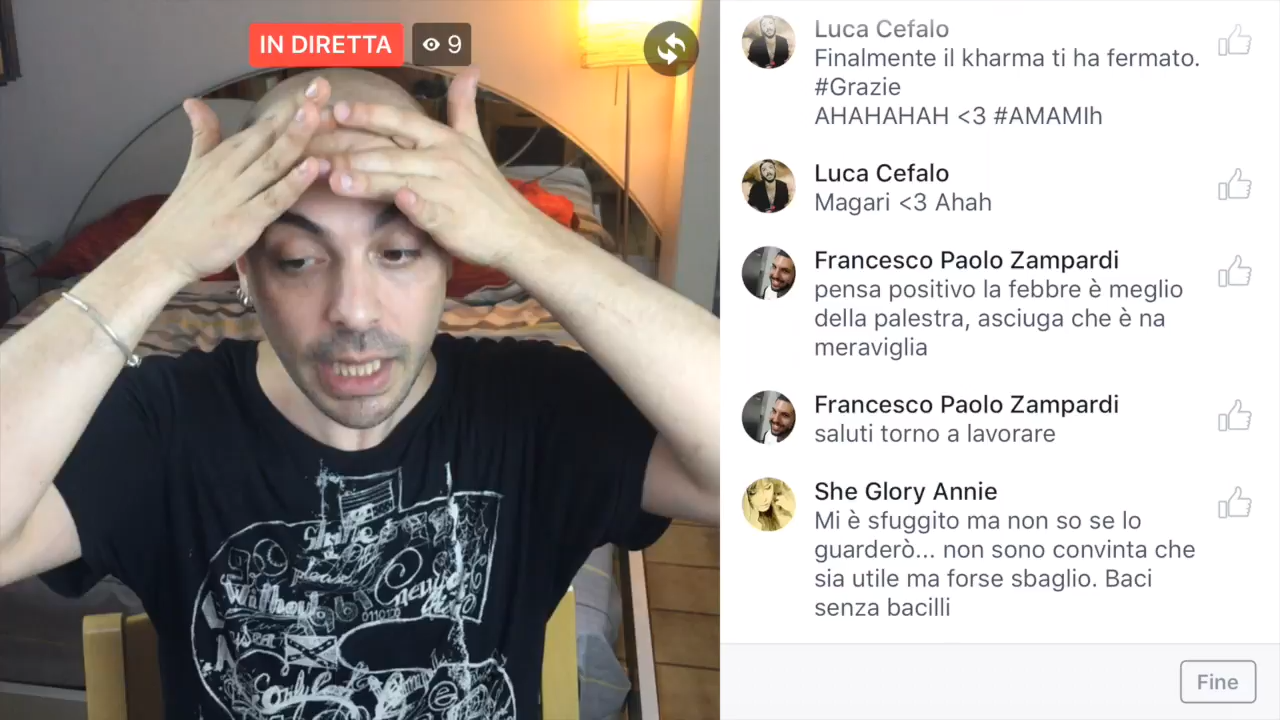 IN DIRETTA
9
Luca Cefalo
Finalmente il kharma ti ha fermato.
#Grazie
AHAHAHAH <3 #AMAMIh
Luca Cefalo
Magari <3 Ahah
Francesco Paolo Zampardi
pensa positivo la febbre è meglio
della palestra, asciuga che è na
meraviglia
Francesco Paolo Zampardi
saluti torno a lavorare
She Glory Annie
Mi è sfuggito ma non so se lo
guarderò... non sono convinta che
sia utile ma forse sbaglio. Baci
senza bacilli
Fine
please
Without